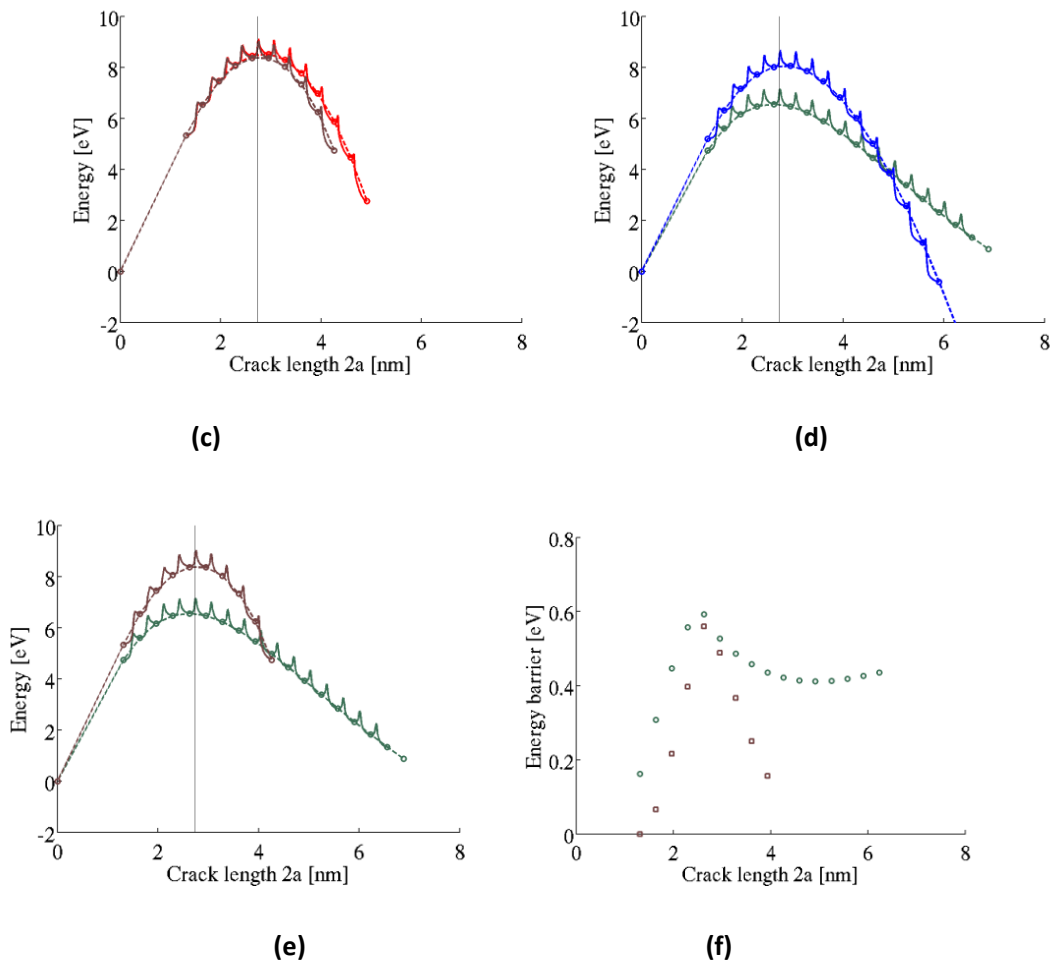 10
8
6
4
2
0
-2
Energy [eV]
0 2 4 6 8
Crack length 2a [nm]
(c)
10
8
6
4
2
0
-2
Energy [eV]
0 2 4 6 8
Crack length 2a [nm]
(d)
10
8
6
4
2
0
-2
Energy [eV]
0 2 4 6 8
Crack length 2a [nm]
(e)
0.8
0.6
0.4
0.2
0
Energy barrier [eV]
0 2 4 6 8
Crack length 2a [nm]
(f)